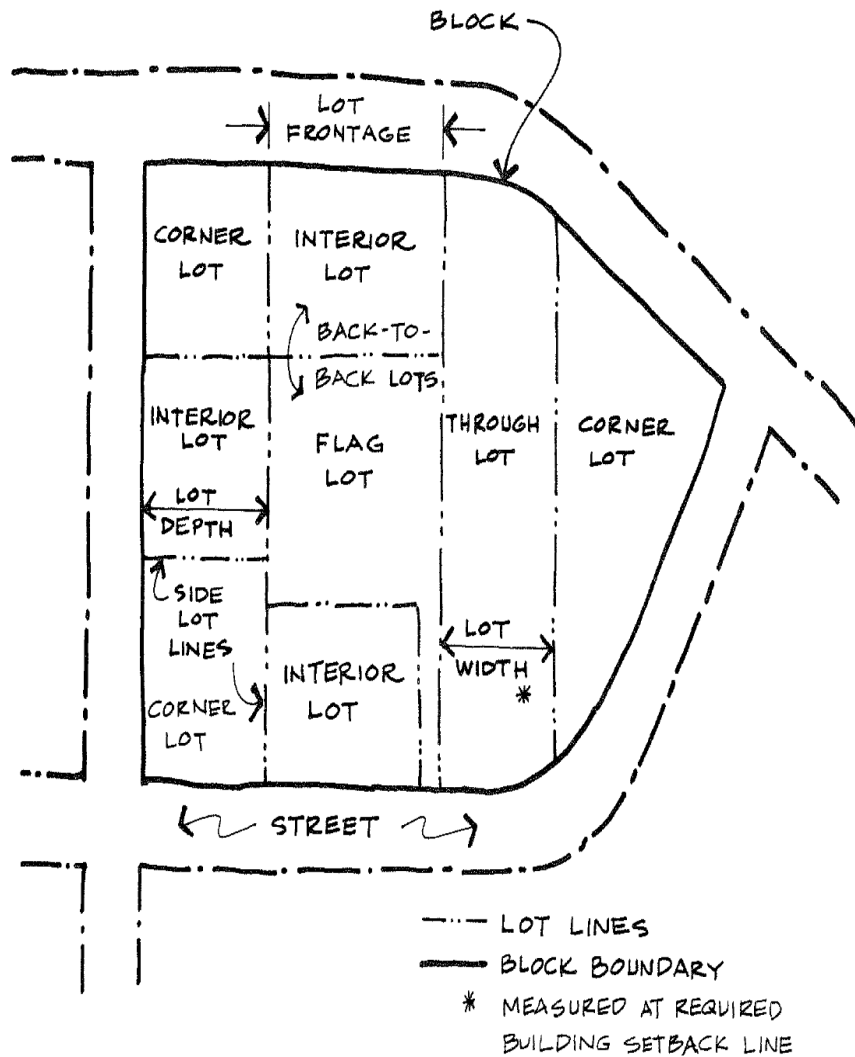 BLOCK
LOT
FRONTAGE
CORNER
LOT
INTERIOR
LOT
BACK-TO-
BACK LOTS
INTERIOR
LOT
FLAG
LOT
THROUGH
LOT
CORNER
LOT
LOT
DEPTH
SIDE
LOT
LINES
LOT
WIDTH
*
INTERIOR
LOT
CORNER
LOT
STREET
LOT LINES
BLOCK BOUNDARY
* MEASURED AT REQUIRED
BUILDING SETBACK LINE